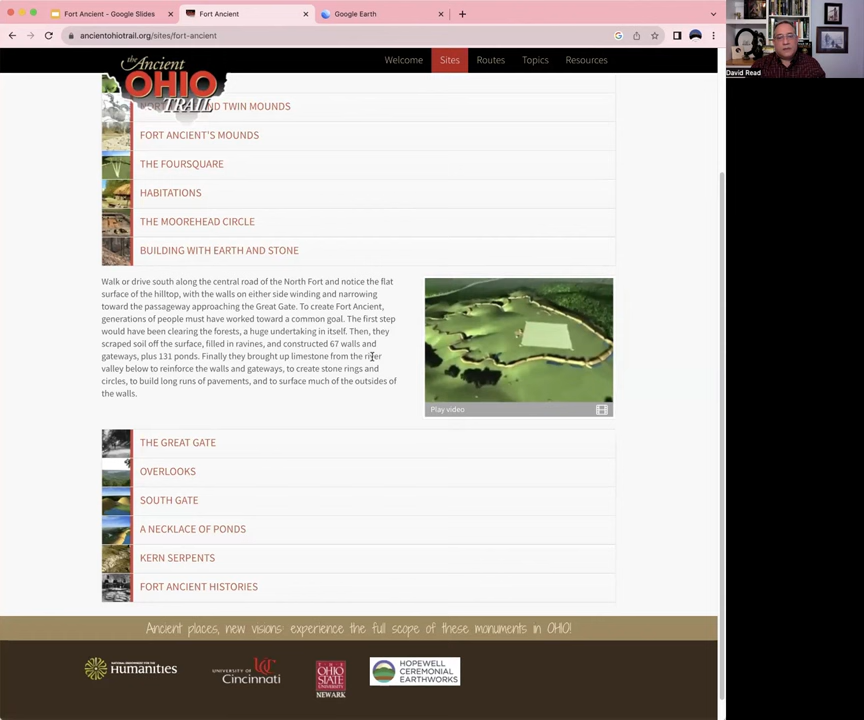 Fort Ancient - Google Slides
Fort Ancient
Google Earth
ancientohiotrail.org/sites/fort-ancient
David Read
the Ancient
OHIO
TRAIL
Welcome
Sites
Routes
Topics
Resources
ND TWIN MOUNDS
FORT ANCIENT'S MOUNDS
THE FOURSQUARE
HABITATIONS
THE MOOREHEAD CIRCLE
BUILDING WITH EARTH AND STONE
Walk or drive south along the central road of the North Fort and notice the flat
surface of the hilltop, with the walls on either side winding and narrowing
toward the passageway approaching the Great Gate. To create Fort Ancient,
generations of people must have worked toward a common goal. The first step
would have been clearing the forests, a huge undertaking in itself. Then, they
scraped soil off the surface, filled in ravines, and constructed 67 walls and
gateways, plus 131 ponds. Finally they brought up limestone from the river
valley below to reinforce the walls and gateways, to create stone rings and
circles, to build long runs of pavements, and to surface much of the outsides of
the walls.
Play video
THE GREAT GATE
OVERLOOKS
SOUTH GATE
A NECKLACE OF PONDS
KERN SERPENTS
FORT ANCIENT HISTORIES
Ancient places, new visions: experience the full scope of these monuments in OHIO!
NATIONAL ENDOWMENT FOR THE
Humanities
UNIVERSITY OF
Cincinnati
OHIO
STATE
UNIVERSITY
NEWARK
HOPEWELL
CEREMONIAL
EARTHWORKS